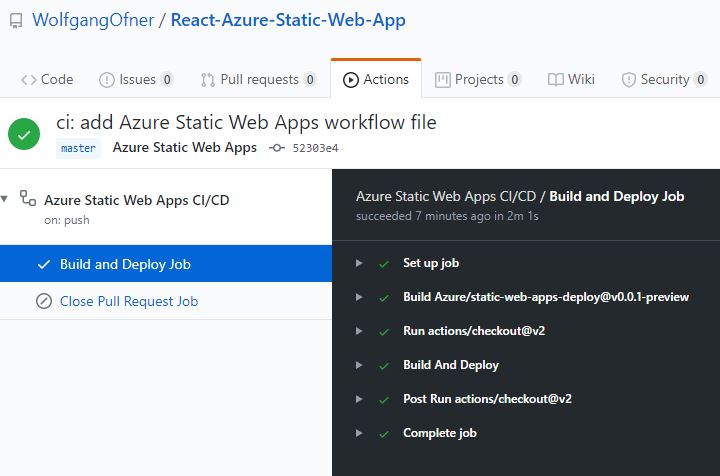 WolfgangOfner / React-Azure-Static-Web-App
Code Issues 0 Pull requests 0 Actions Projects 0 Wiki Security 0
ci: add Azure Static Web Apps workflow file
master Azure Static Web Apps 52303e4
Azure Static Web Apps CI/CD
on: push
Build and Deploy Job
Close Pull Request Job
Azure Static Web Apps CI/CD / Build and Deploy Job
succeeded 7 minutes ago in 2m 1s
Set up job
Build Azure/static-web-apps-deploy@v0.0.1-preview
Run actions/checkout@v2
Build And Deploy
Post Run actions/checkout@v2
Complete job